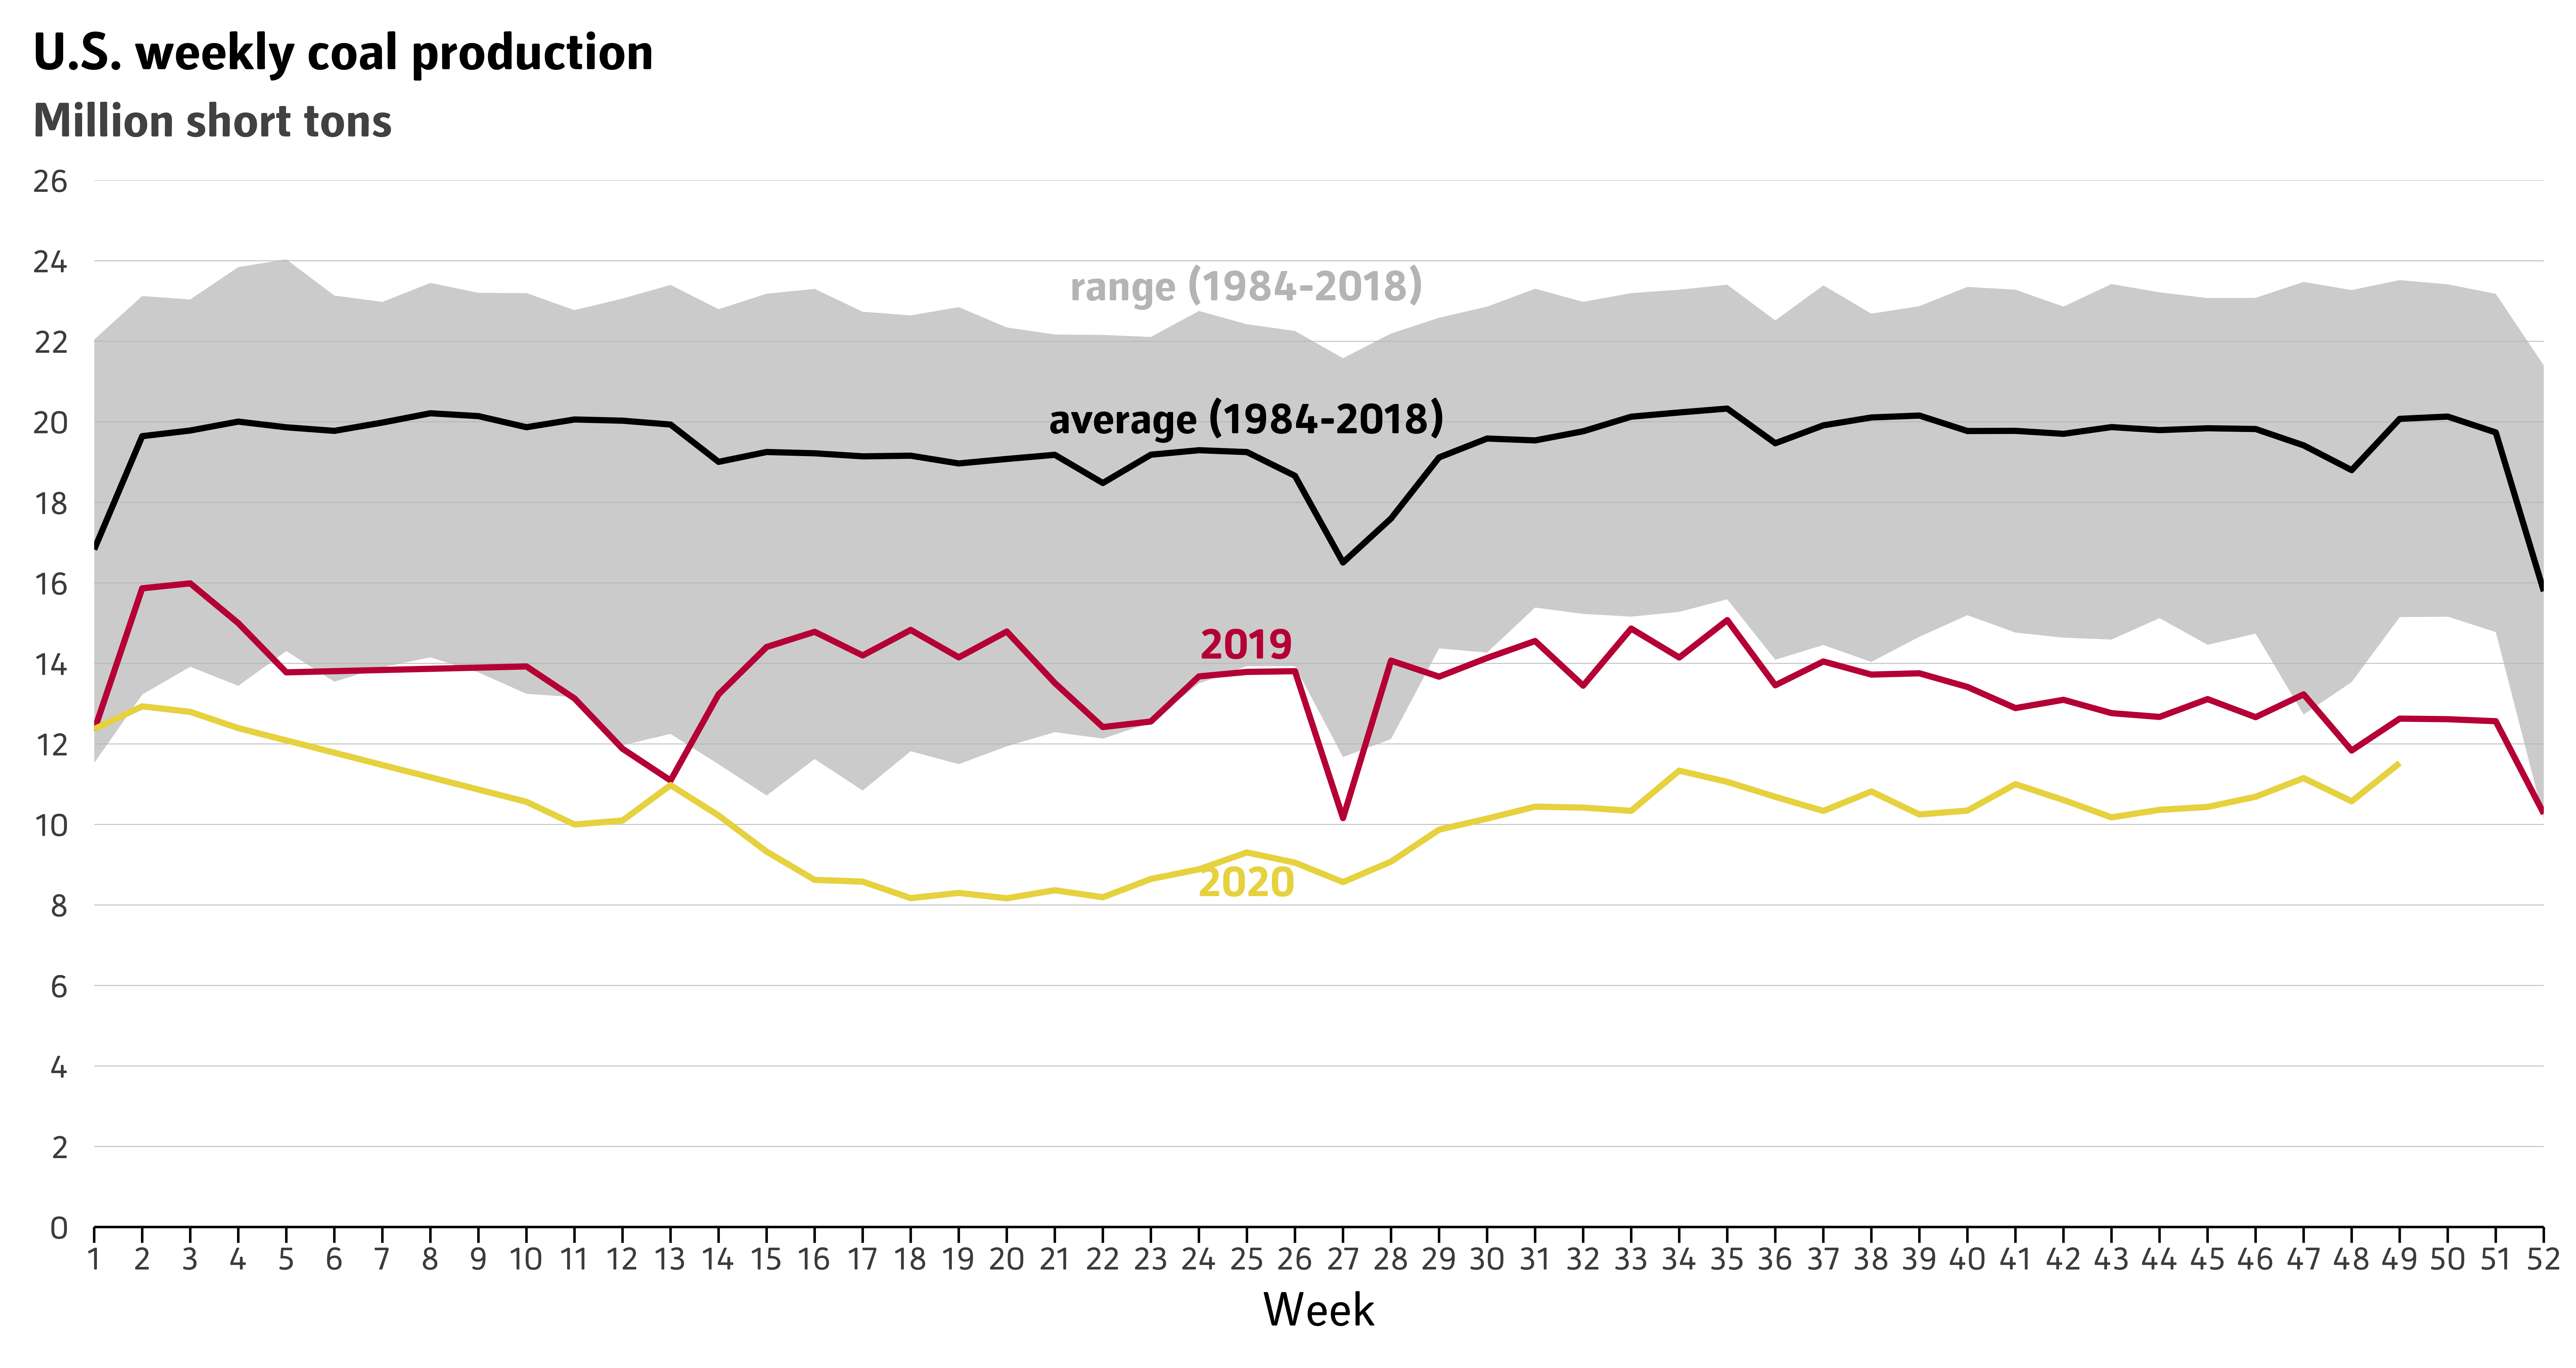 U.S. weekly coal production
Million short tons
26
24
range (1984-2018)
22
average (1984-2018)
20
18
16
2019
14
12
10
2020
8
6
4
2
0
1 2 3 4 5 6 7 8 9 10 11 12 13 14 15 16 17 18 19 20 21 22 23 24 25 26 27 28 29 30 31 32 33 34 35 36 37 38 39 40 41 42 43 44 45 46 47 48 49 50 51 52
Week